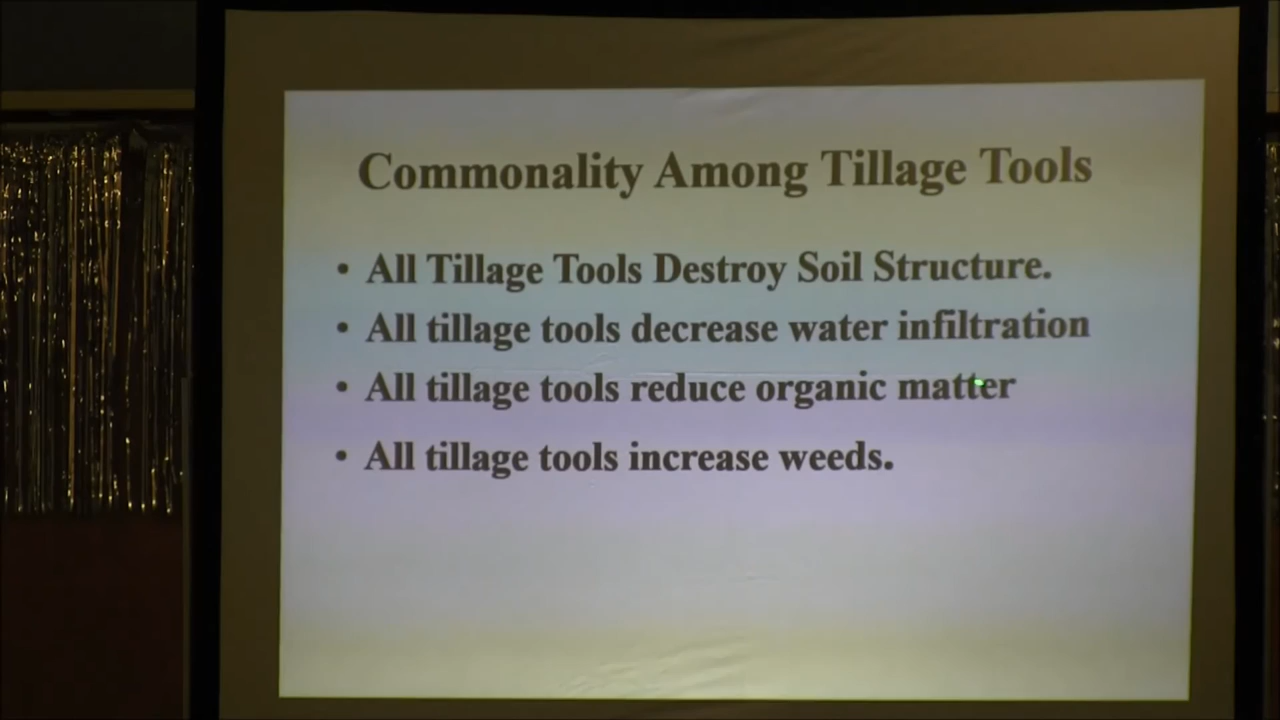 Commonality Among Tillage Tools
• All Tillage Tools Destroy Soil Structure.
• All tillage tools decrease water infiltration
• All tillage tools reduce organic matter
• All tillage tools increase weeds.